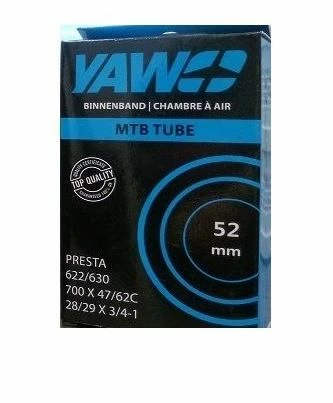 YAWO
BINNENBAND | CHAMBRE À AIR
MTB TUBE
TOP QUALITY
52
mm
PRESTA
622/630
700 X 47/62C
28/29 X 3/4-1